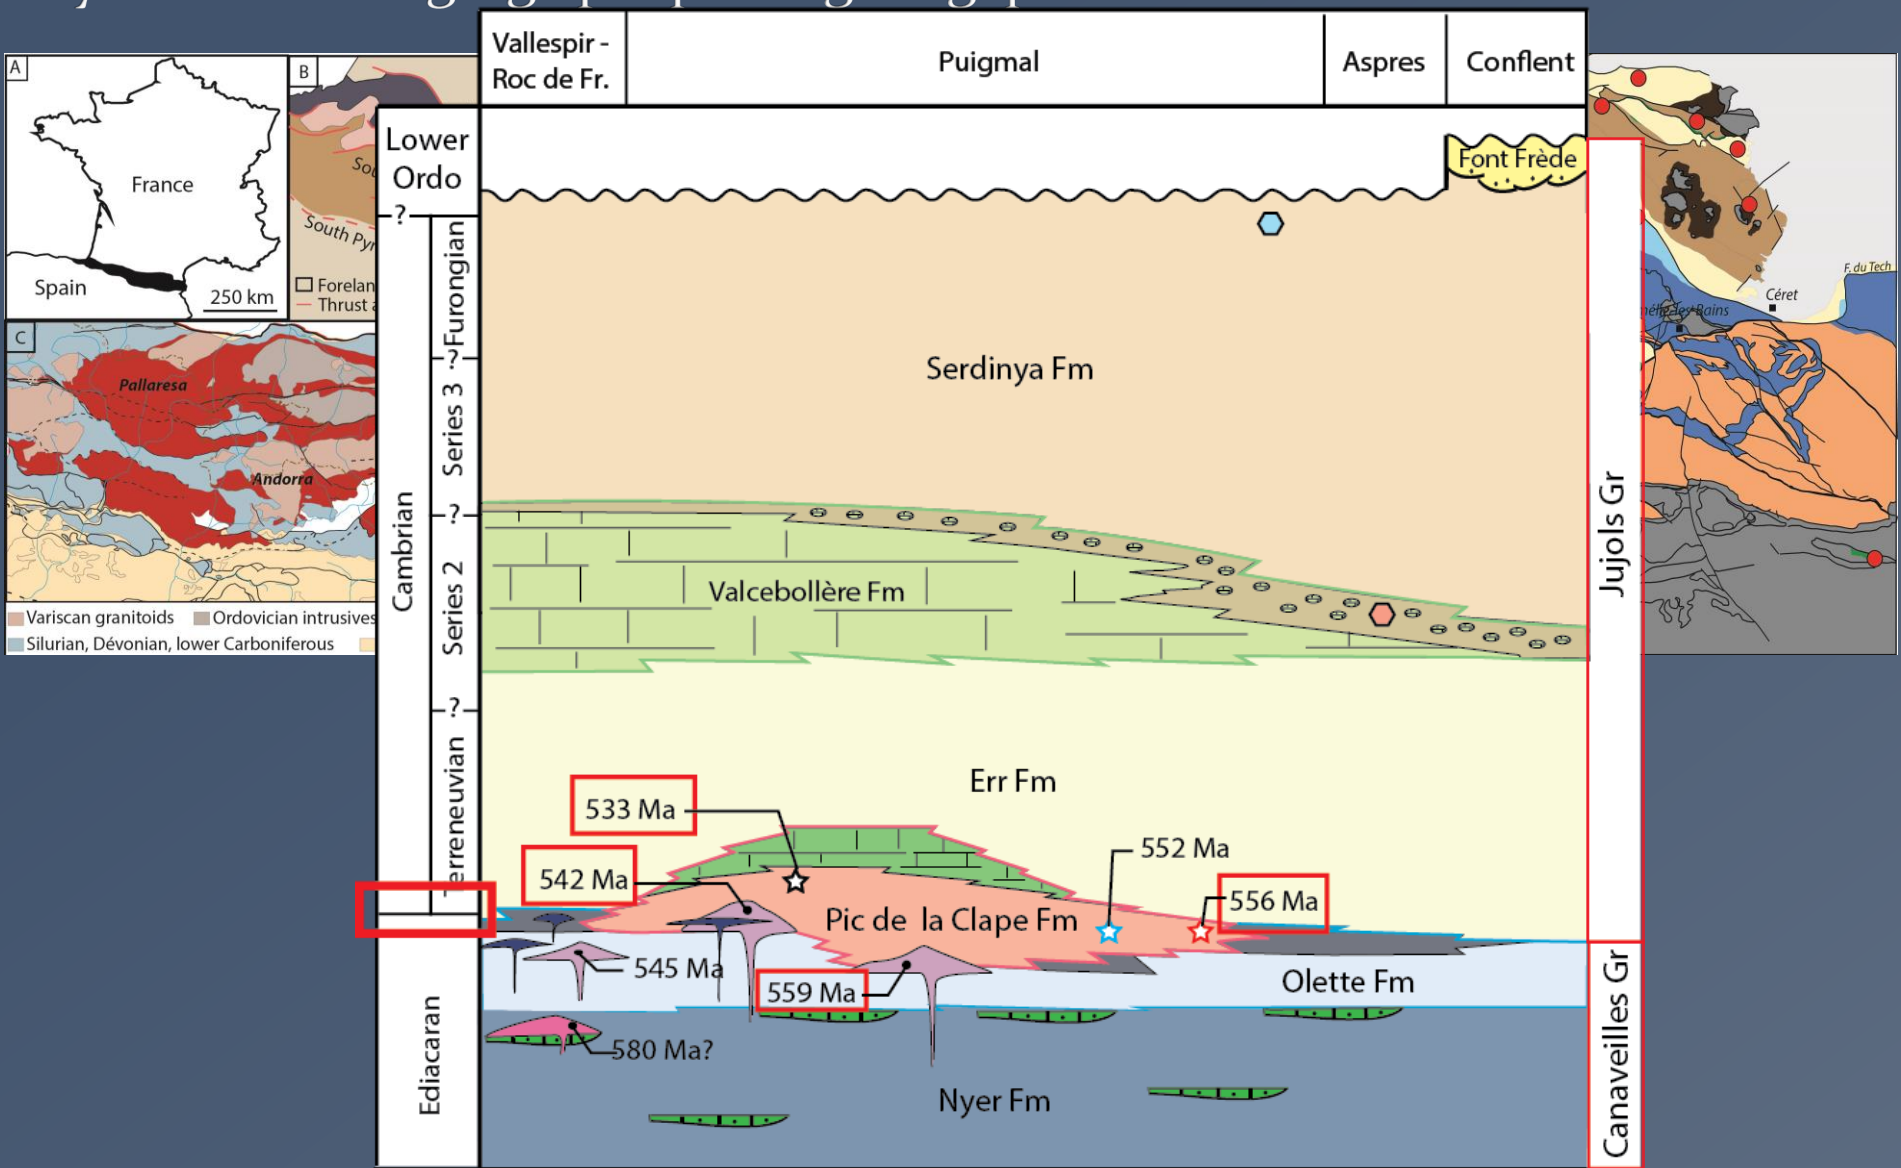 Vallespir -
Roc de Fr.
Puigmal
Aspres
Conflent
A
France
Spain
250 km
B
South Pyr
Forelan
Thrust a
C
Pallaresa
Andorra
Variscan granitoids
Ordovician intrusives
Silurian, Dévonian, lower Carboniferous
Lower
Ordo
?
Furongian
?
Series 3
?
Series 2
?
Terreneuvian
Cambrian
Ediacaran
Font Frède
Serdinya Fm
Valcebollère Fm
Err Fm
533 Ma
542 Ma
552 Ma
556 Ma
Pic de la Clape Fm
545 Ma
559 Ma
Olette Fm
580 Ma?
Nyer Fm
Jujols Gr
Canaveilles Gr
F. du Tech
Céret